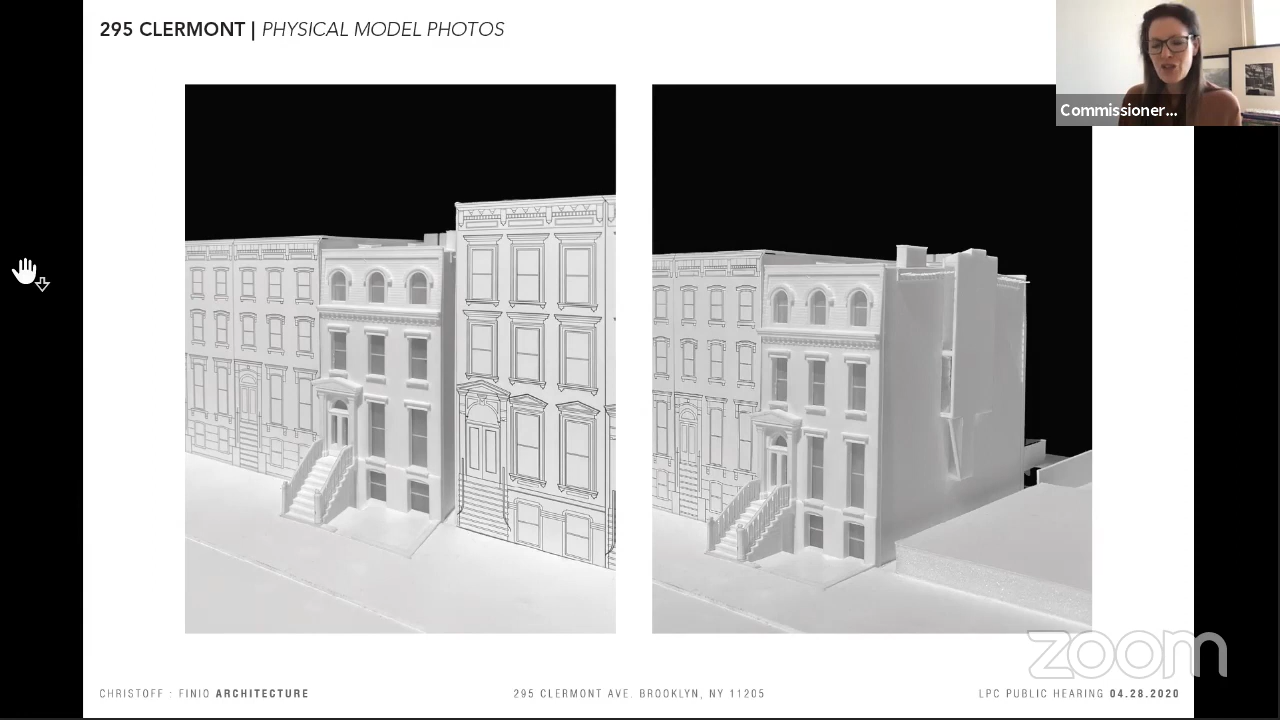 295 CLERMONT | PHYSICAL MODEL PHOTOS
Commissioner...
zoom
CHRISTOFF : FINIO ARCHITECTURE
295 CLERMONT AVE. BROOKLYN, NY 11205
LPC PUBLIC HEARING 04.28.2020